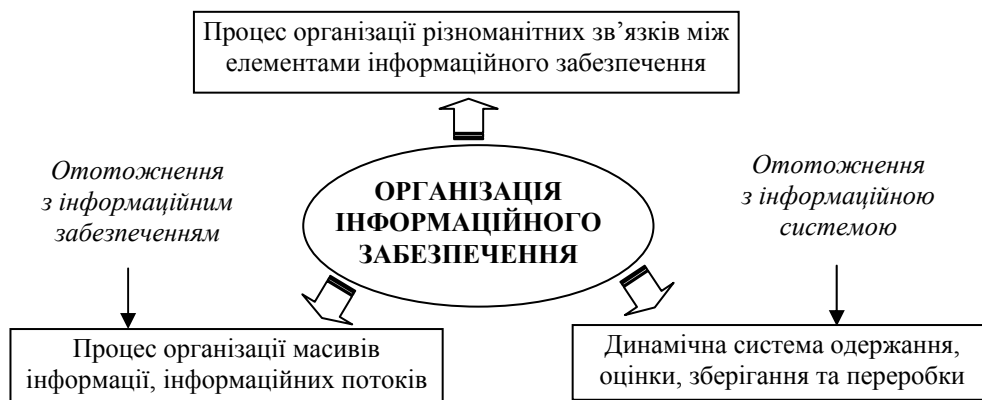 Процес організації різноманітних зв’язків між
елементами інформаційного забезпечення
Ототожнення
з інформаційним
забезпеченням
ОРГАНІЗАЦІЯ
ІНФОРМАЦІЙНОГО
ЗАБЕЗПЕЧЕННЯ
Ототожнення
з інформаційною
системою
Процес організації масивів
інформації, інформаційних потоків
Динамічна система одержання,
оцінки, зберігання та переробки